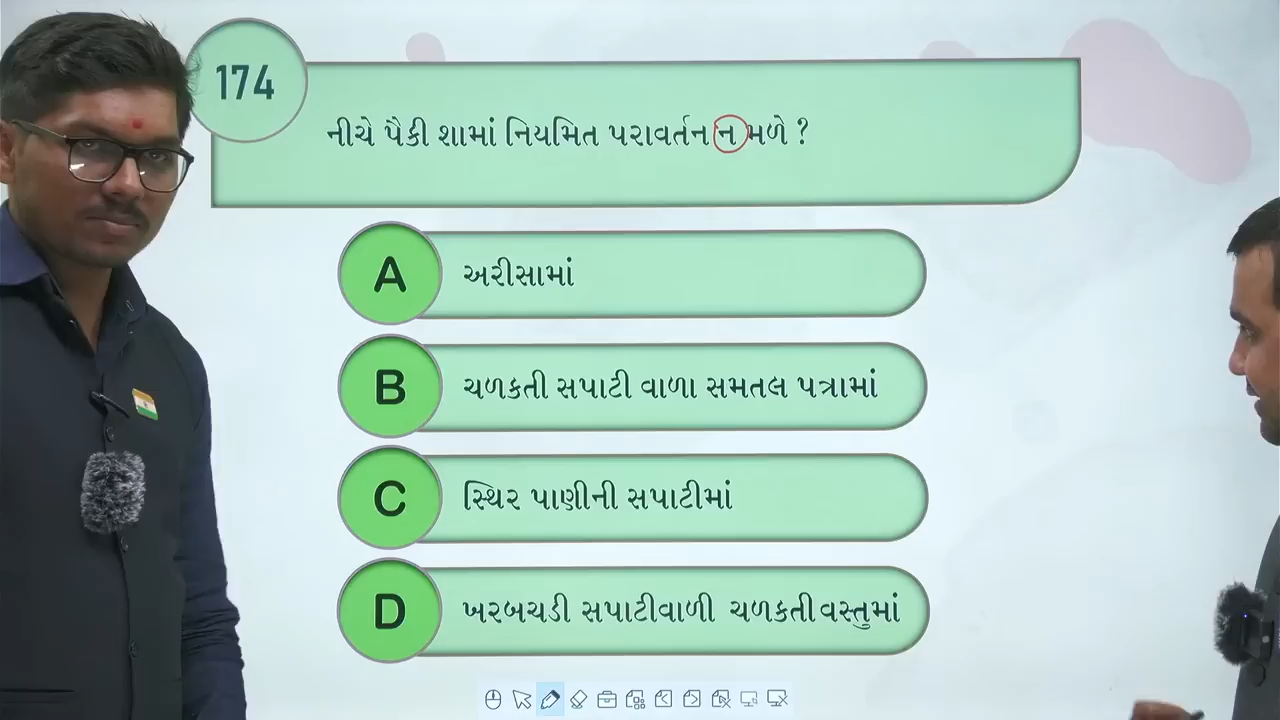 174
નીચે પૈકી શામાં નિયમિત પરાવર્તન ન મળે ?
A અરીસામાં
B ચળકતી સપાટી વાળા સમતલ પત્રામાં
C સ્થિર પાણીની સપાટીમાં
D ખરબચડી સપાટીવાળી ચળકતી વસ્તુમાં